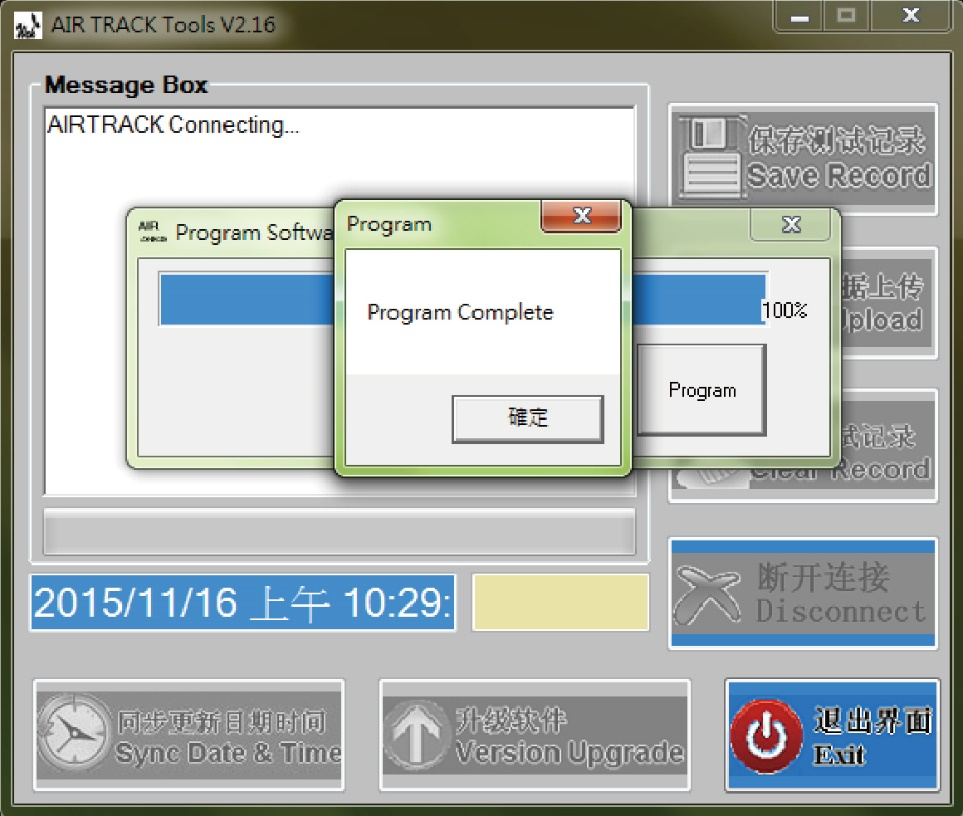 AIR TRACK Tools V2.16
Message Box
AIRTRACK Connecting...
保存测试记录
Save Record
Program Softwa
Program
Program Complete
確定
100%
Program
据上传
pload
试记录
Clear Record
断开连接
Disconnect
2015/11/16 上午 10:29:
同步更新日期时间
Sync Date & Time
升级软件
Version Upgrade
退出界面
Exit